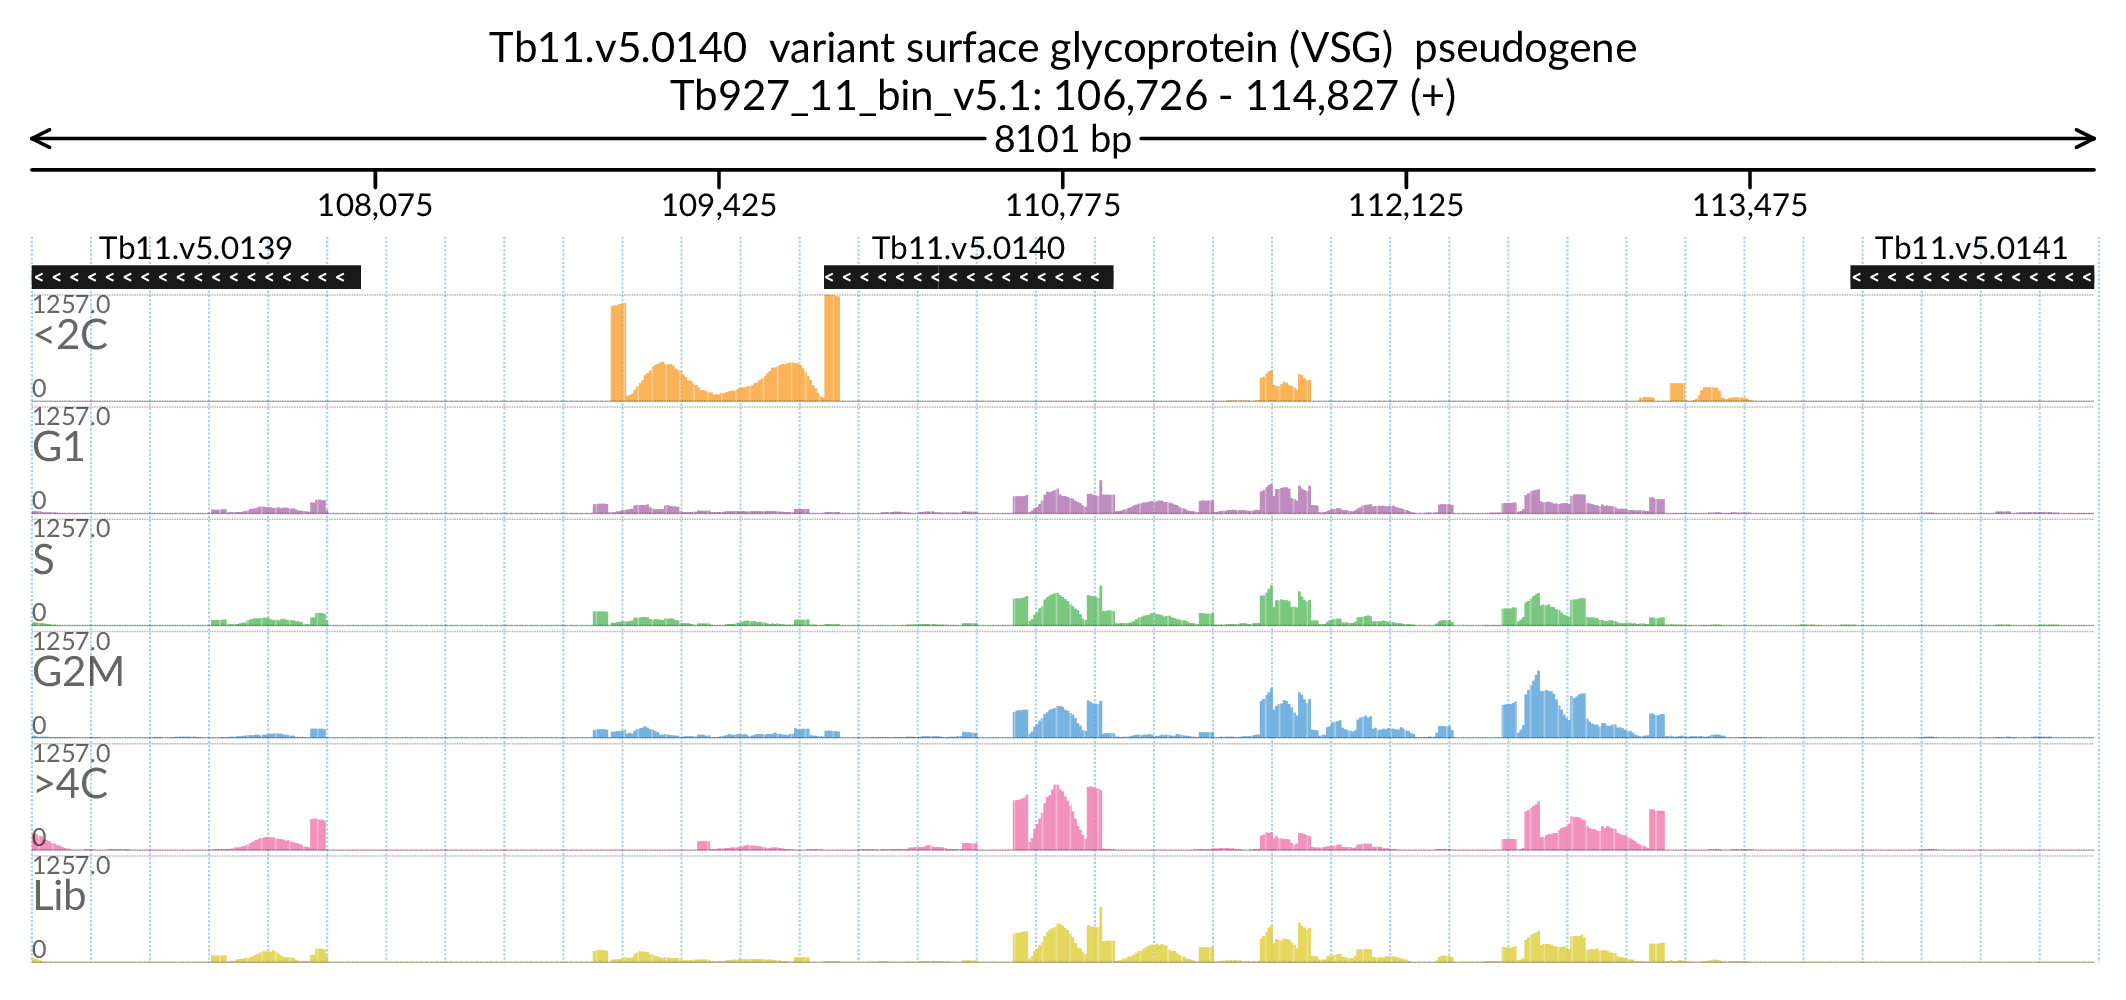 Tb11.v5.0140 variant surface glycoprotein (VSG) pseudogene
Tb927_11_bin_v5.1: 106,726 - 114,827 (+)
8101 bp
108,075 109,425 110,775 112,125 113,475
Tb11.v5.0139 Tb11.v5.0140 Tb11.v5.0141
1257.0
<2C
0
1257.0
G1
0
1257.0
S
0
1257.0
G2M
0
1257.0
>4C
0
1257.0
Lib
0